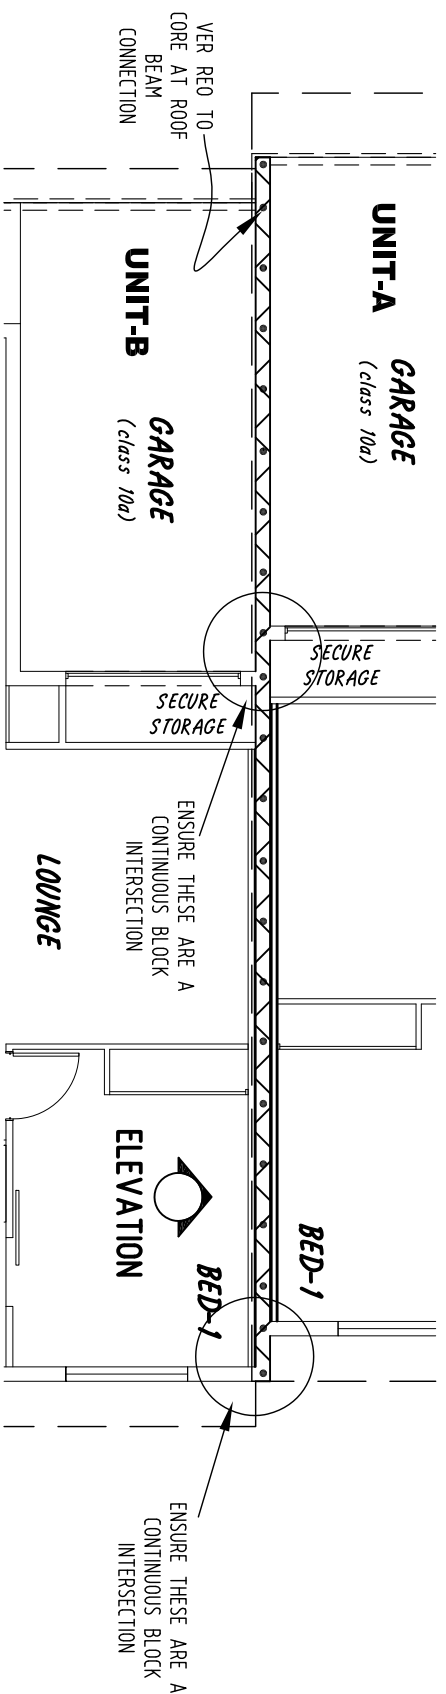 VER REO TO
CORE AT ROOF
BEAM
CONNECTION
UNIT-A
GARAGE
(class 10a)
UNIT-B
GARAGE
(class 10a)
SECURE
STORAGE
SECURE
STORAGE
ENSURE THESE ARE A
CONTINUOUS BLOCK
INTERSECTION
LOUNGE
ELEVATION
BED-1
BED-1
ENSURE THESE ARE A
CONTINUOUS BLOCK
INTERSECTION